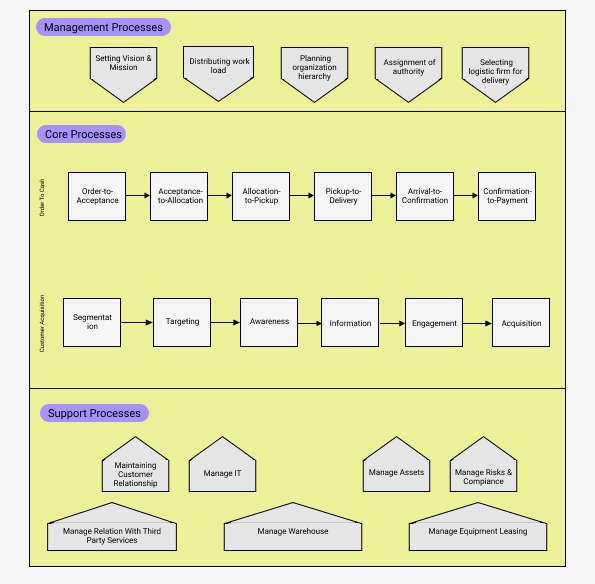 Management Processes
Setting Vision &
Mission
Distributing work
load
Planning
organization
hierarchy
Assignment of
authority
Selecting
logistic firm for
delivery
Core Processes
Order To Cash
Order-to-
Acceptance
Acceptance-
to-Allocation
Allocation-
to-Pickup
Pickup-to-
Delivery
Arrival-to-
Confirmation
Confirmation-
to-Payment
Customer Acquisition
Segmentat
ion
Targeting
Awareness
Information
Engagement
Acquisition
Support Processes
Maintaining
Customer
Relationship
Manage IT
Manage Assets
Manage Risks &
Compiance
Manage Relation With Third
Party Services
Manage Warehouse
Manage Equipment Leasing